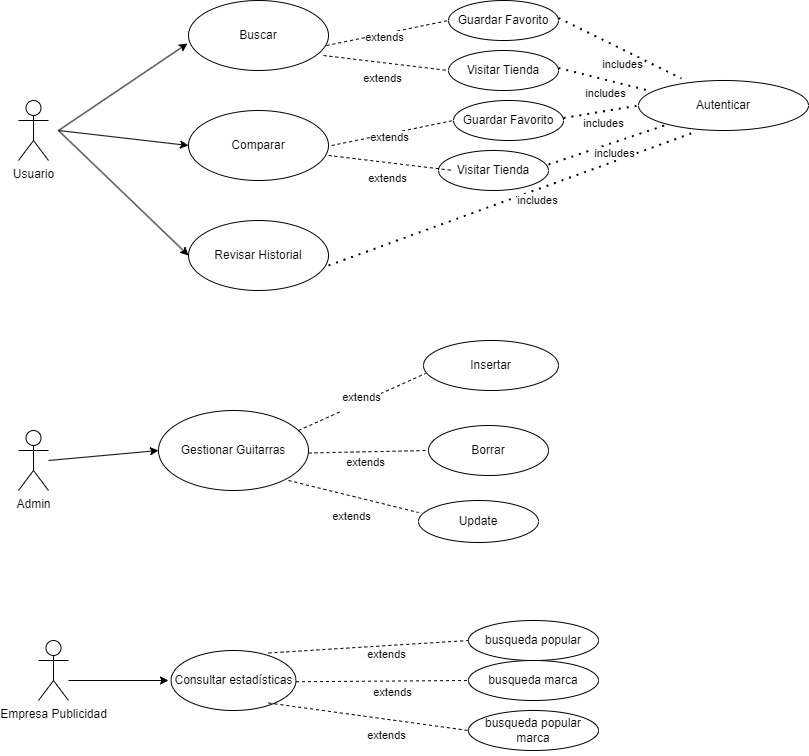 Guardar Favorito
Buscar
extends
includes
Visitar Tienda
extends
includes
Autenticar
Guardar Favorito
includes
extends
Comparar
includes
Usuario
Visitar Tienda
extends
includes
Revisar Historial
Insertar
extends
Gestionar Guitarras
Borrar
extends
Admin
extends
Update
busqueda popular
extends
Consultar estadísticas
busqueda marca
extends
Empresa Publicidad
busqueda popular
marca
extends